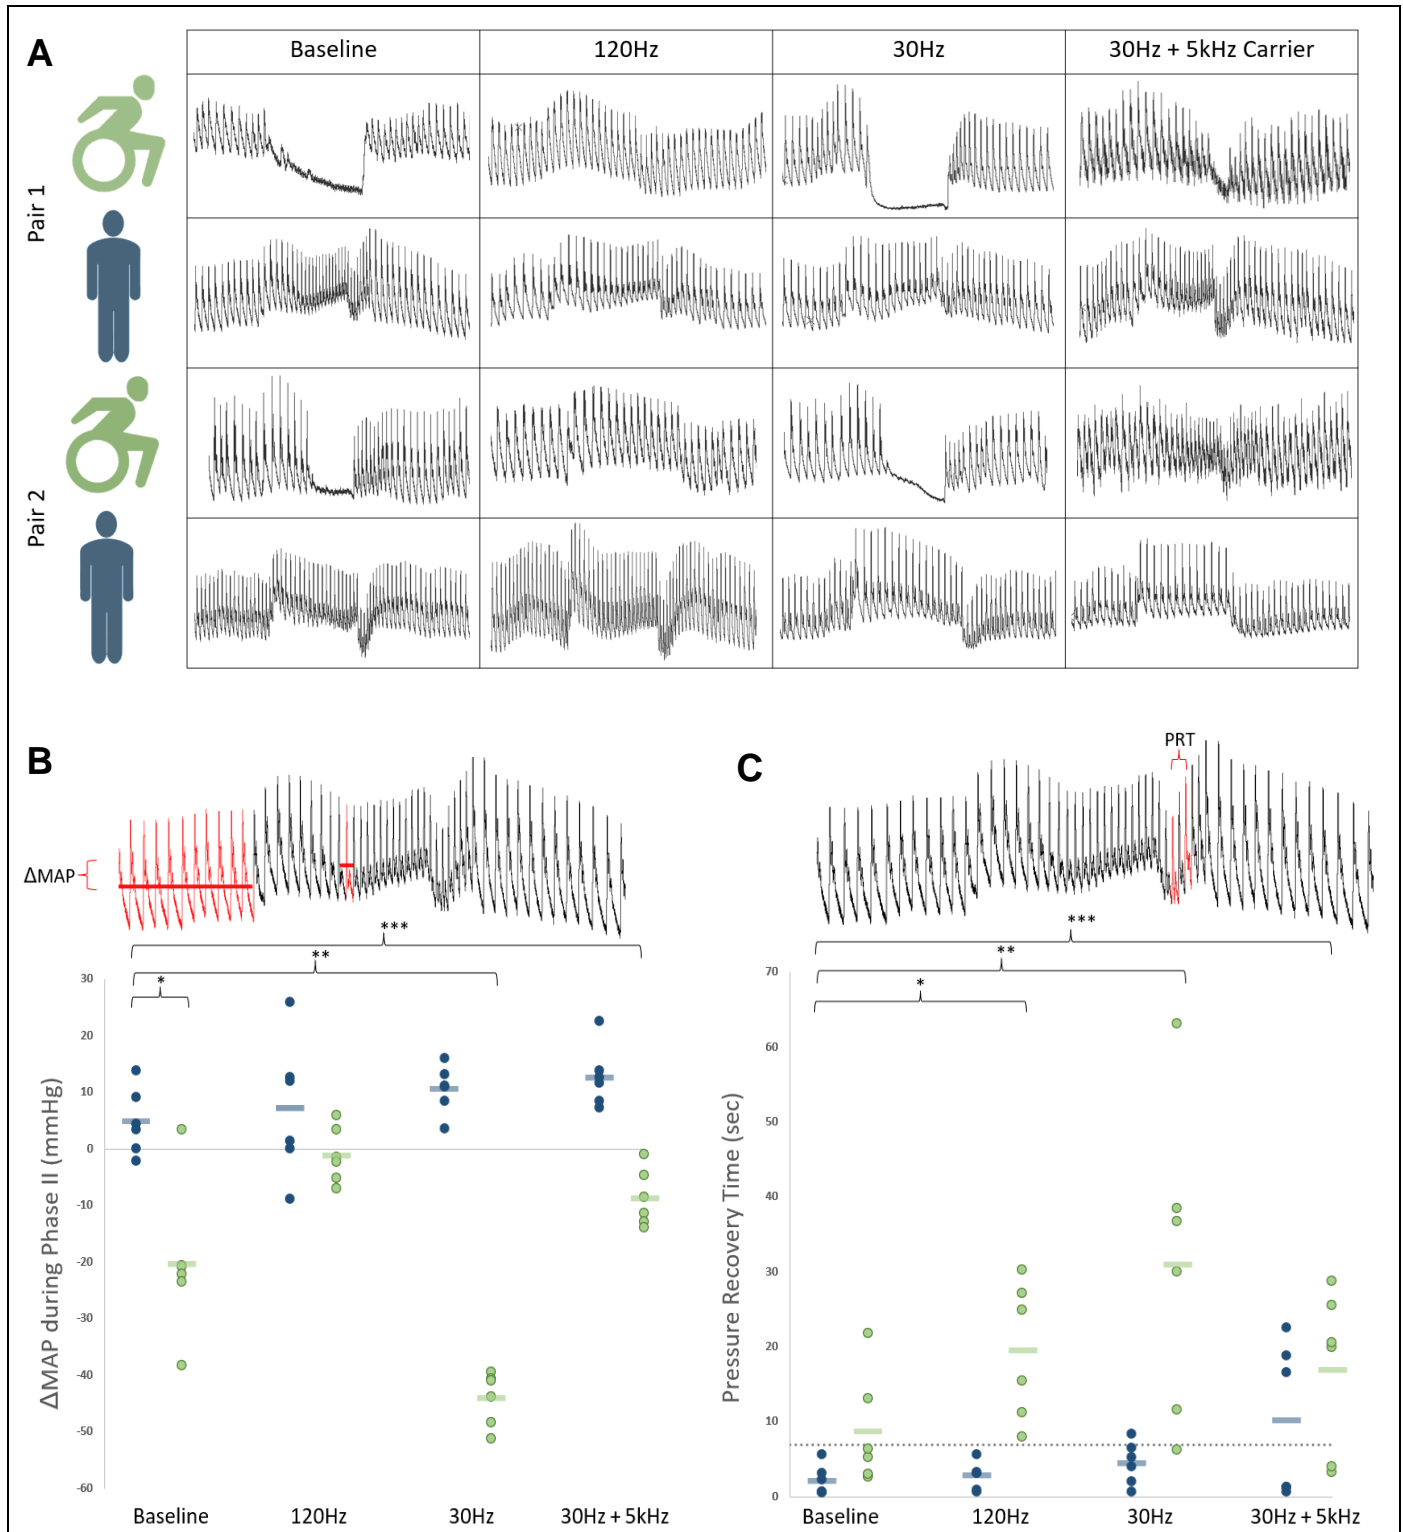 A
Baseline 120Hz 30Hz 30Hz + 5kHz Carrier
Pair 1
Pair 2
B
ΔMAP
***
**
*
30
20
10
0
-10
-20
-30
-40
-50
-60
ΔMAP during Phase II (mmHg)
Baseline 120Hz 30Hz 30Hz + 5kHz
C
PRT
***
**
*
70
60
50
40
30
20
10
0
Pressure Recovery Time (sec)
Baseline 120Hz 30Hz 30Hz + 5kHz